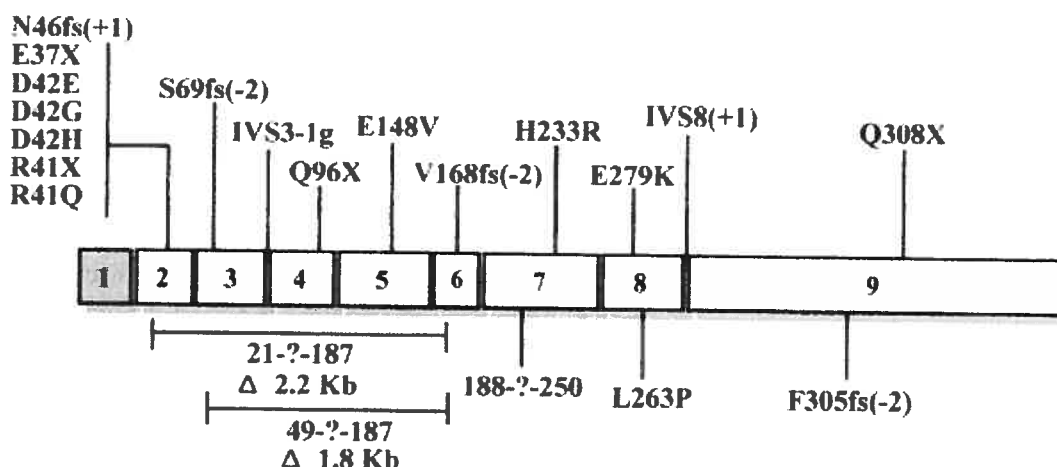 N46fs(+1)
E37X
D42E
D42G
D42H
R41X
R41Q
S69fs(-2)
IVS3-1g
Q96X
E148V
V168fs(-2)
H233R
E279K
IVS8(+1)
Q308X
1 2 3 4 5 6 7 8 9
21-?-187
Δ 2.2 Kb
49-?-187
Δ 1.8 Kb
188-?-250
L263P
F305fs(-2)